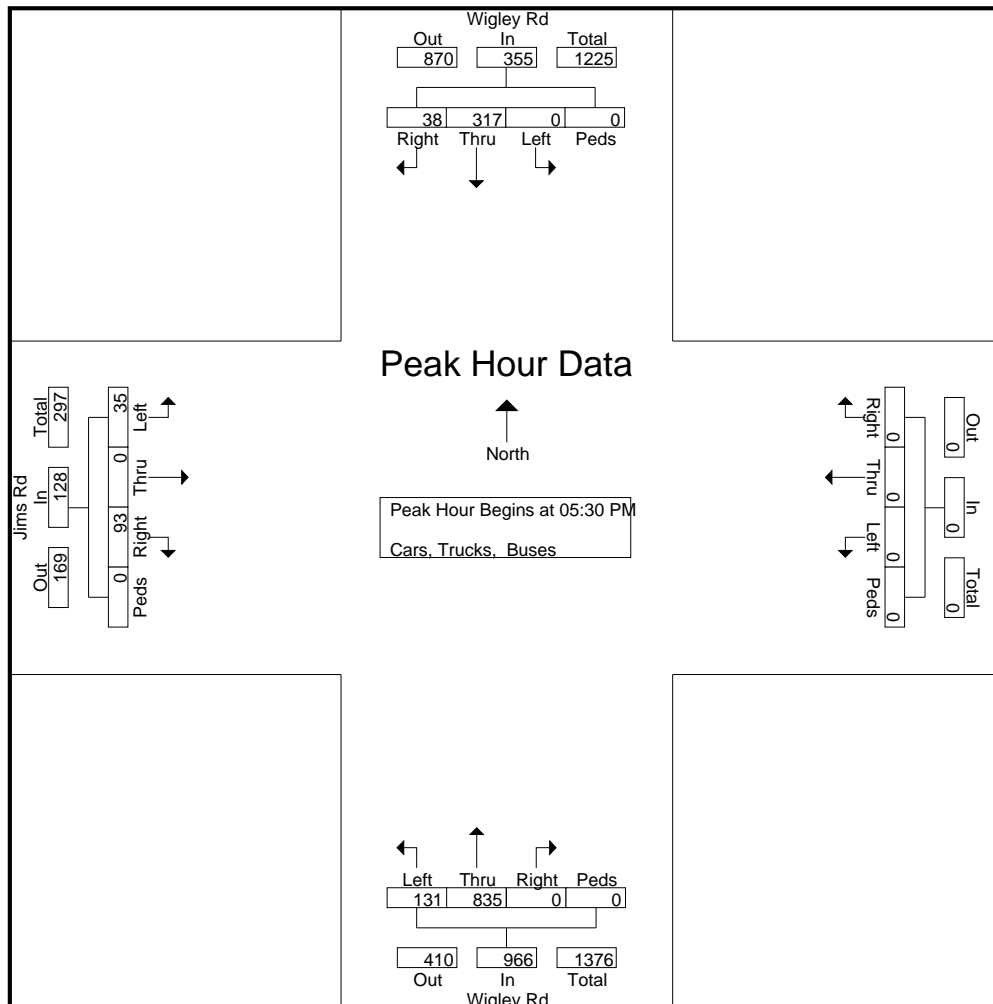 Wigley Rd
Out In Total
870 355 1225
38 317 0 0
Right Thru Left Peds
Peak Hour Data
North
Peak Hour Begins at 05:30 PM
Cars, Trucks, Buses
Jims Rd
Out In Total
169 128 297
35 0 93 0
Left Thru Right Peds
Right Thru Left Peds
0 0 0 0
Out In Total
0 0 0
Left Thru Right Peds
131 835 0 0
410 966 1376
Out In Total
Wigley Rd